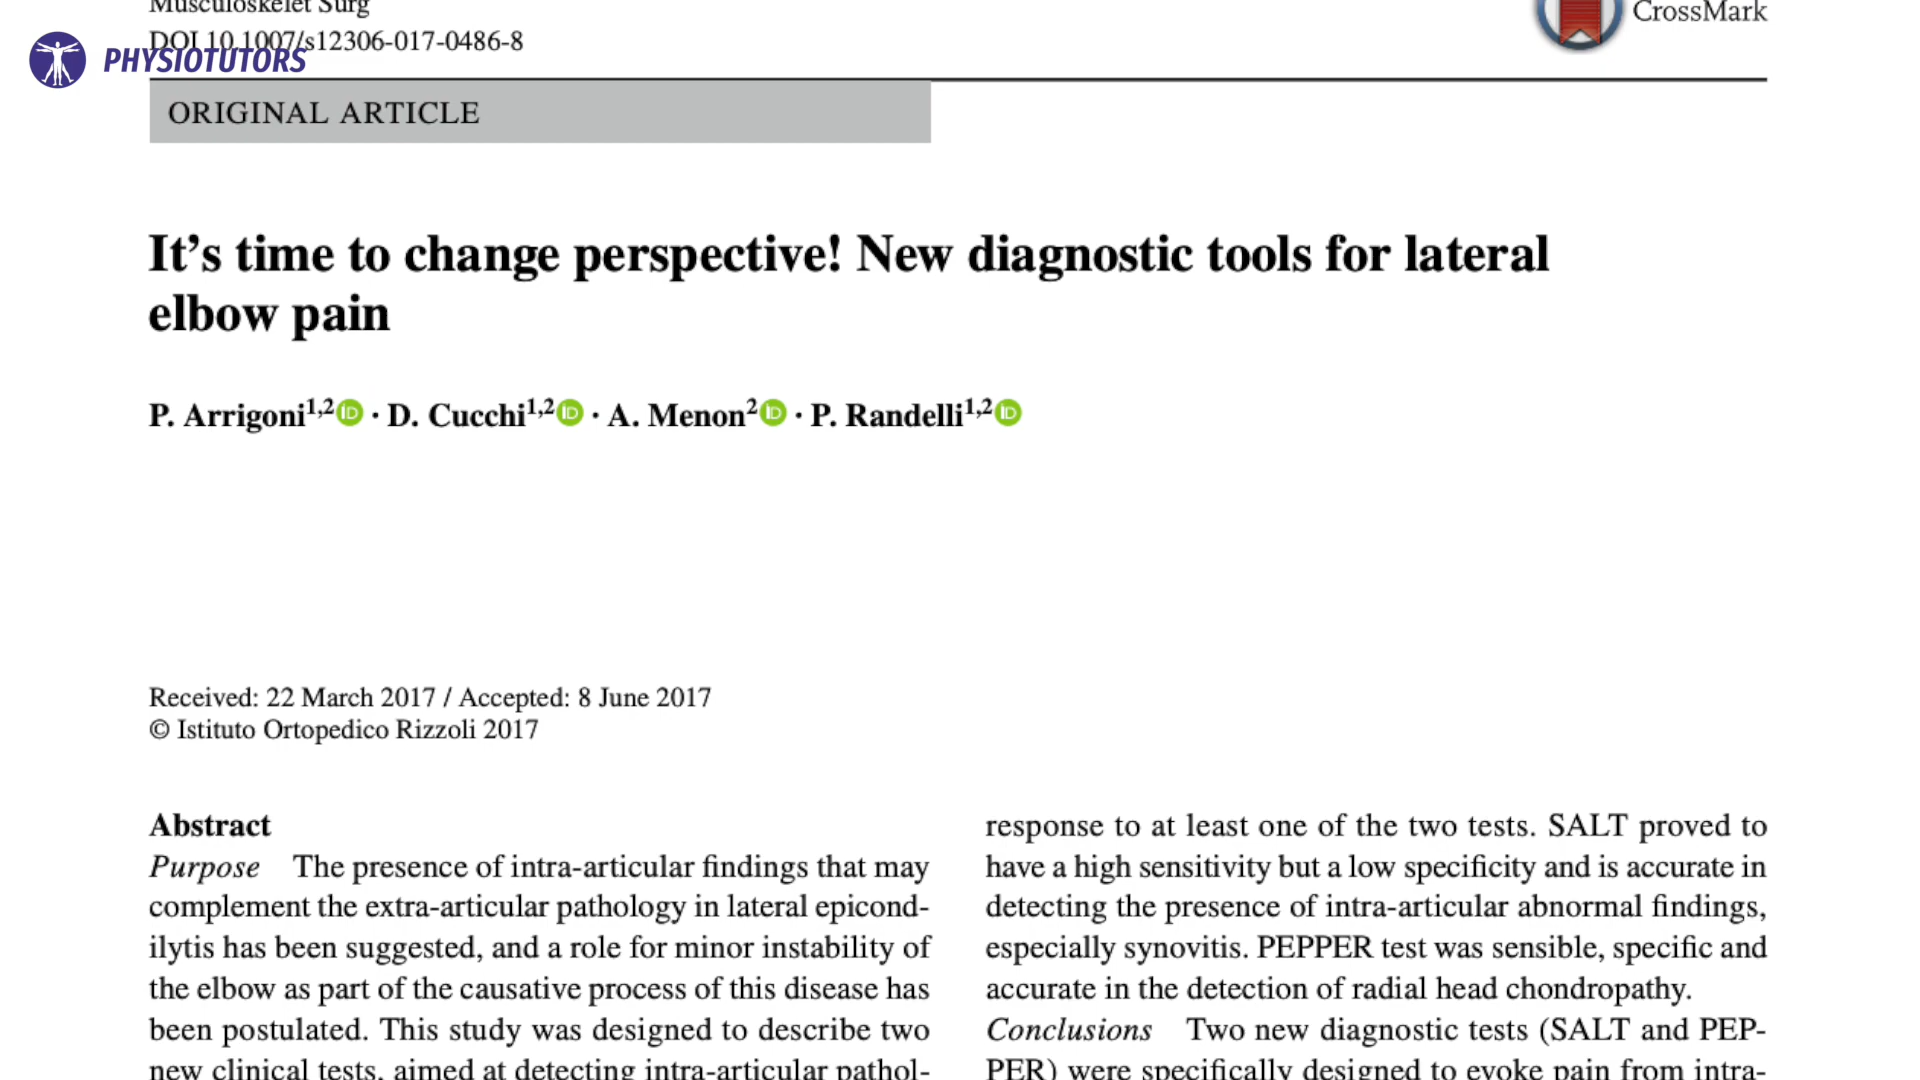 Musculoskelet Surg
DOI 10.1007/s12306-017-0486-8
CrossMark
PHYSIOTUTORS
ORIGINAL ARTICLE
It’s time to change perspective! New diagnostic tools for lateral
elbow pain
P. Arrigoni1,2 iD · D. Cucchi1,2 iD · A. Menon2 iD · P. Randelli1,2 iD
Received: 22 March 2017 / Accepted: 8 June 2017
© Istituto Ortopedico Rizzoli 2017
Abstract
Purpose The presence of intra-articular findings that may
complement the extra-articular pathology in lateral epicond-
ilytis has been suggested, and a role for minor instability of
the elbow as part of the causative process of this disease has
been postulated. This study was designed to describe two
new clinical tests, aimed at detecting intra-articular pathol-
response to at least one of the two tests. SALT proved to
have a high sensitivity but a low specificity and is accurate in
detecting the presence of intra-articular abnormal findings,
especially synovitis. PEPPER test was sensible, specific and
accurate in the detection of radial head chondropathy.
Conclusions Two new diagnostic tests (SALT and PEP-
PER) were specifically designed to evoke pain from intra-